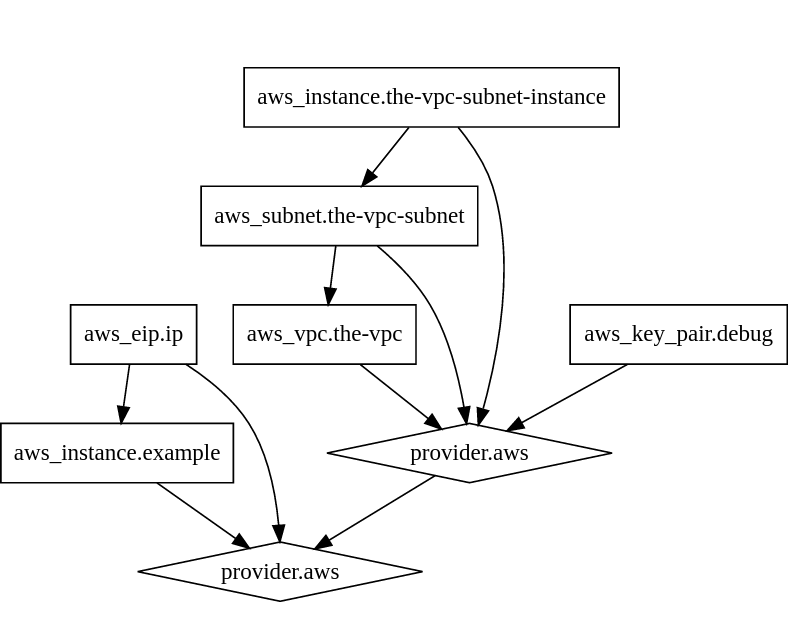 aws_instance.the-vpc-subnet-instance
aws_subnet.the-vpc-subnet
aws_eip.ip
aws_vpc.the-vpc
aws_key_pair.debug
aws_instance.example
provider.aws
provider.aws